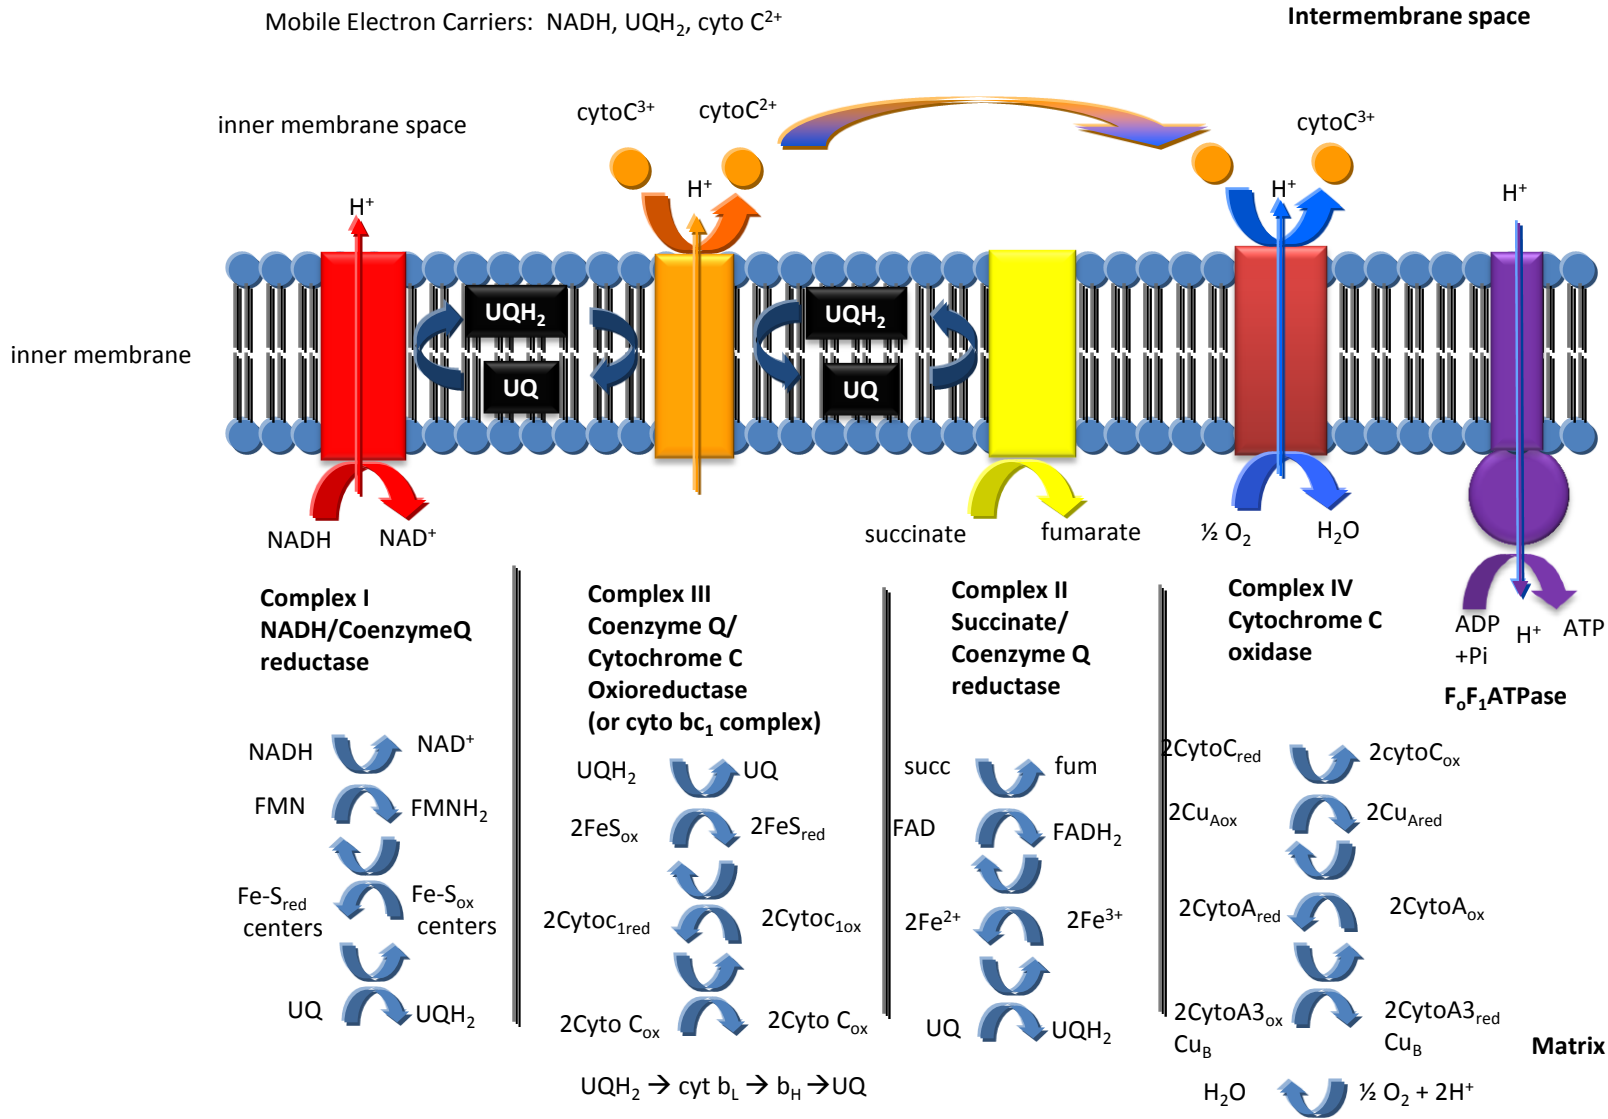 Mobile Electron Carriers: NADH, UQH₂, cyto C²⁺
Intermembrane space
inner membrane space
cytoC³⁺
cytoC²⁺
cytoC³⁺
H⁺
H⁺
H⁺
H⁺
inner membrane
UQH₂
UQ
UQH₂
UQ
NADH
NAD⁺
succinate
fumarate
½ O₂
H₂O
ADP
+Pi
H⁺
ATP
FₒF₁ATPase
Complex I
NADH/CoenzymeQ
reductase
NADH
NAD⁺
FMN
FMNH₂
Fe-Sred
centers
Fe-Sox
centers
UQ
UQH₂
Complex III
Coenzyme Q/
Cytochrome C
Oxioreductase
(or cyto bc₁ complex)
UQH₂
UQ
2FeSox
2FeSred
2Cytoc1red
2Cytoc1ox
2Cyto Cox
2Cyto Cox
UQH₂ → cyt bL → bH →UQ
Complex II
Succinate/
Coenzyme Q
reductase
succ
fum
FAD
FADH₂
2Fe²⁺
2Fe³⁺
UQ
UQH₂
Complex IV
Cytochrome C
oxidase
2CytoCred
2cytoCox
2CuAox
2CuAred
2CytoAred
2CytoAox
2CytoA3ox
CuB
2CytoA3red
CuB
H₂O
½ O₂ + 2H⁺
Matrix